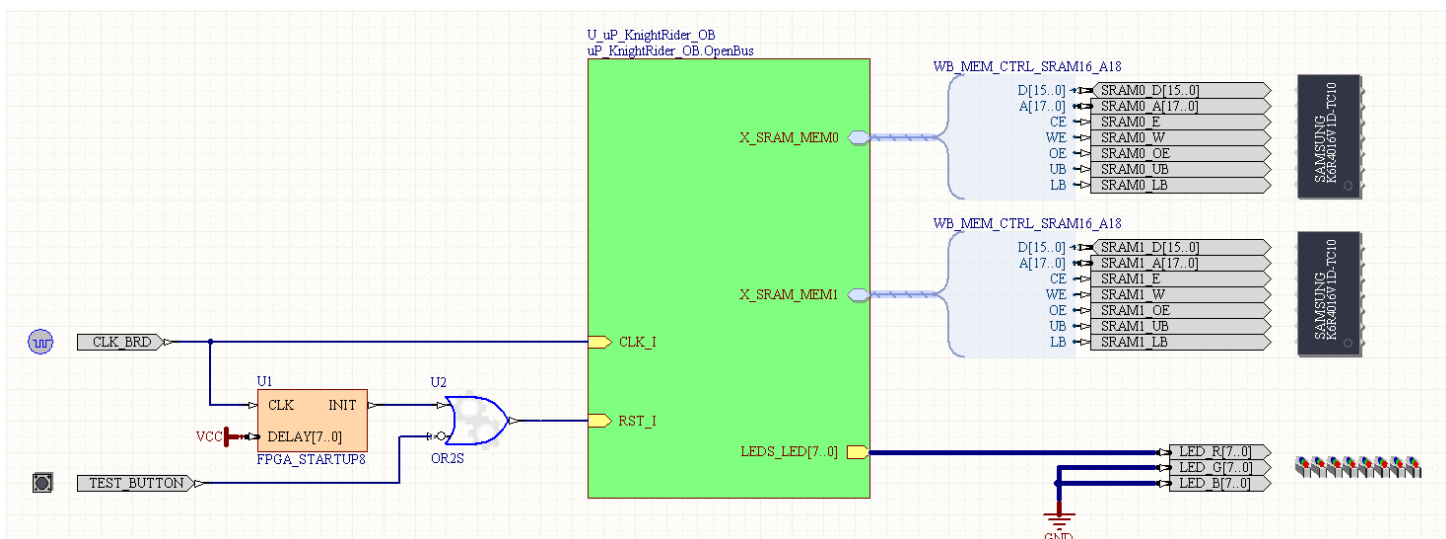 U_uP_KnightRider_OB
uP_KnightRider_OB.OpenBus
WB_MEM_CTRL_SRAM16_A18
D[15..0]
SRAM0_D[15..0]
A[17..0]
SRAM0_A[17..0]
CE
SRAM0_E
WE
SRAM0_W
OE
SRAM0_OE
UB
SRAM0_UB
LB
SRAM0_LB
X_SRAM_MEM0
SAMSUNG
K6R4016V1D-TC10
WB_MEM_CTRL_SRAM16_A18
D[15..0]
SRAM1_D[15..0]
A[17..0]
SRAM1_A[17..0]
CE
SRAM1_E
WE
SRAM1_W
OE
SRAM1_OE
UB
SRAM1_UB
LB
SRAM1_LB
X_SRAM_MEM1
SAMSUNG
K6R4016V1D-TC10
CLK_BRD
CLK_I
U1
CLK
INIT
VCC
DELAY[7..0]
FPGA_STARTUP8
U2
OR2S
RST_I
TEST_BUTTON
LEDS_LED[7..0]
LED_R[7..0]
LED_G[7..0]
LED_B[7..0]
GND